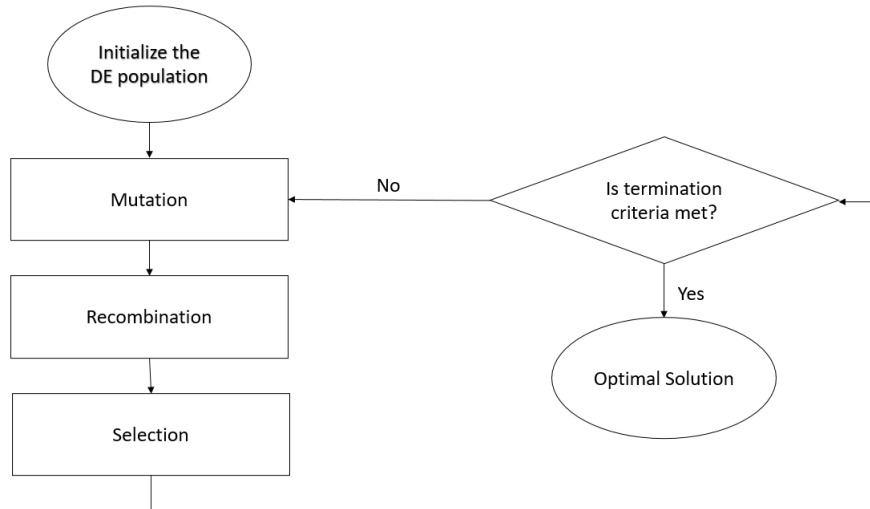 Initialize the
DE population
Mutation
Recombination
Selection
No
Is termination
criteria met?
Yes
Optimal Solution